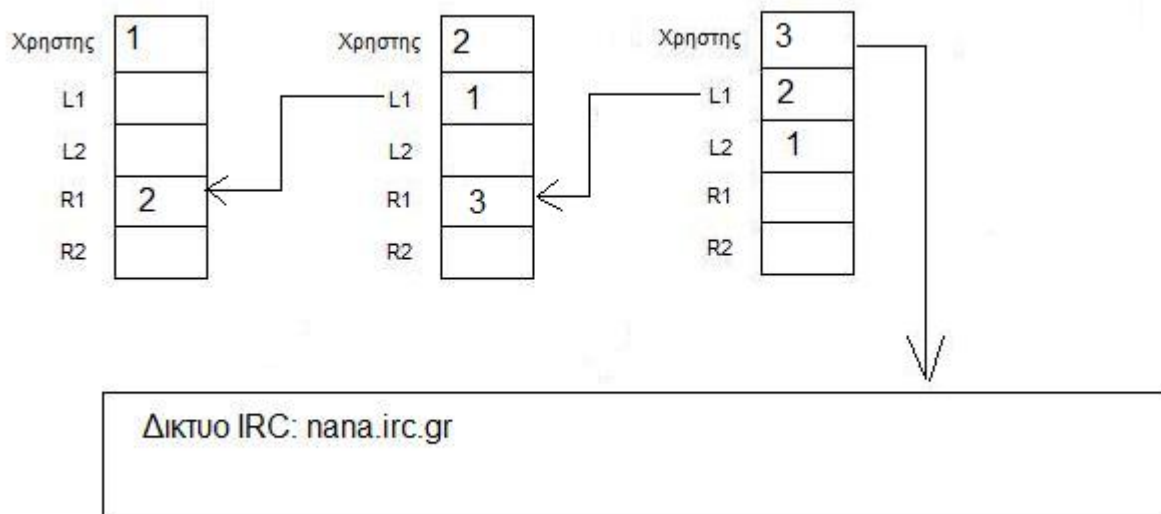 Χρηστης 1
L1
L2
R1 2
R2
Χρηστης 2
L1 1
L2
R1 3
R2
Χρηστης 3
L1 2
L2 1
R1
R2
Δικτυο IRC: nana.irc.gr